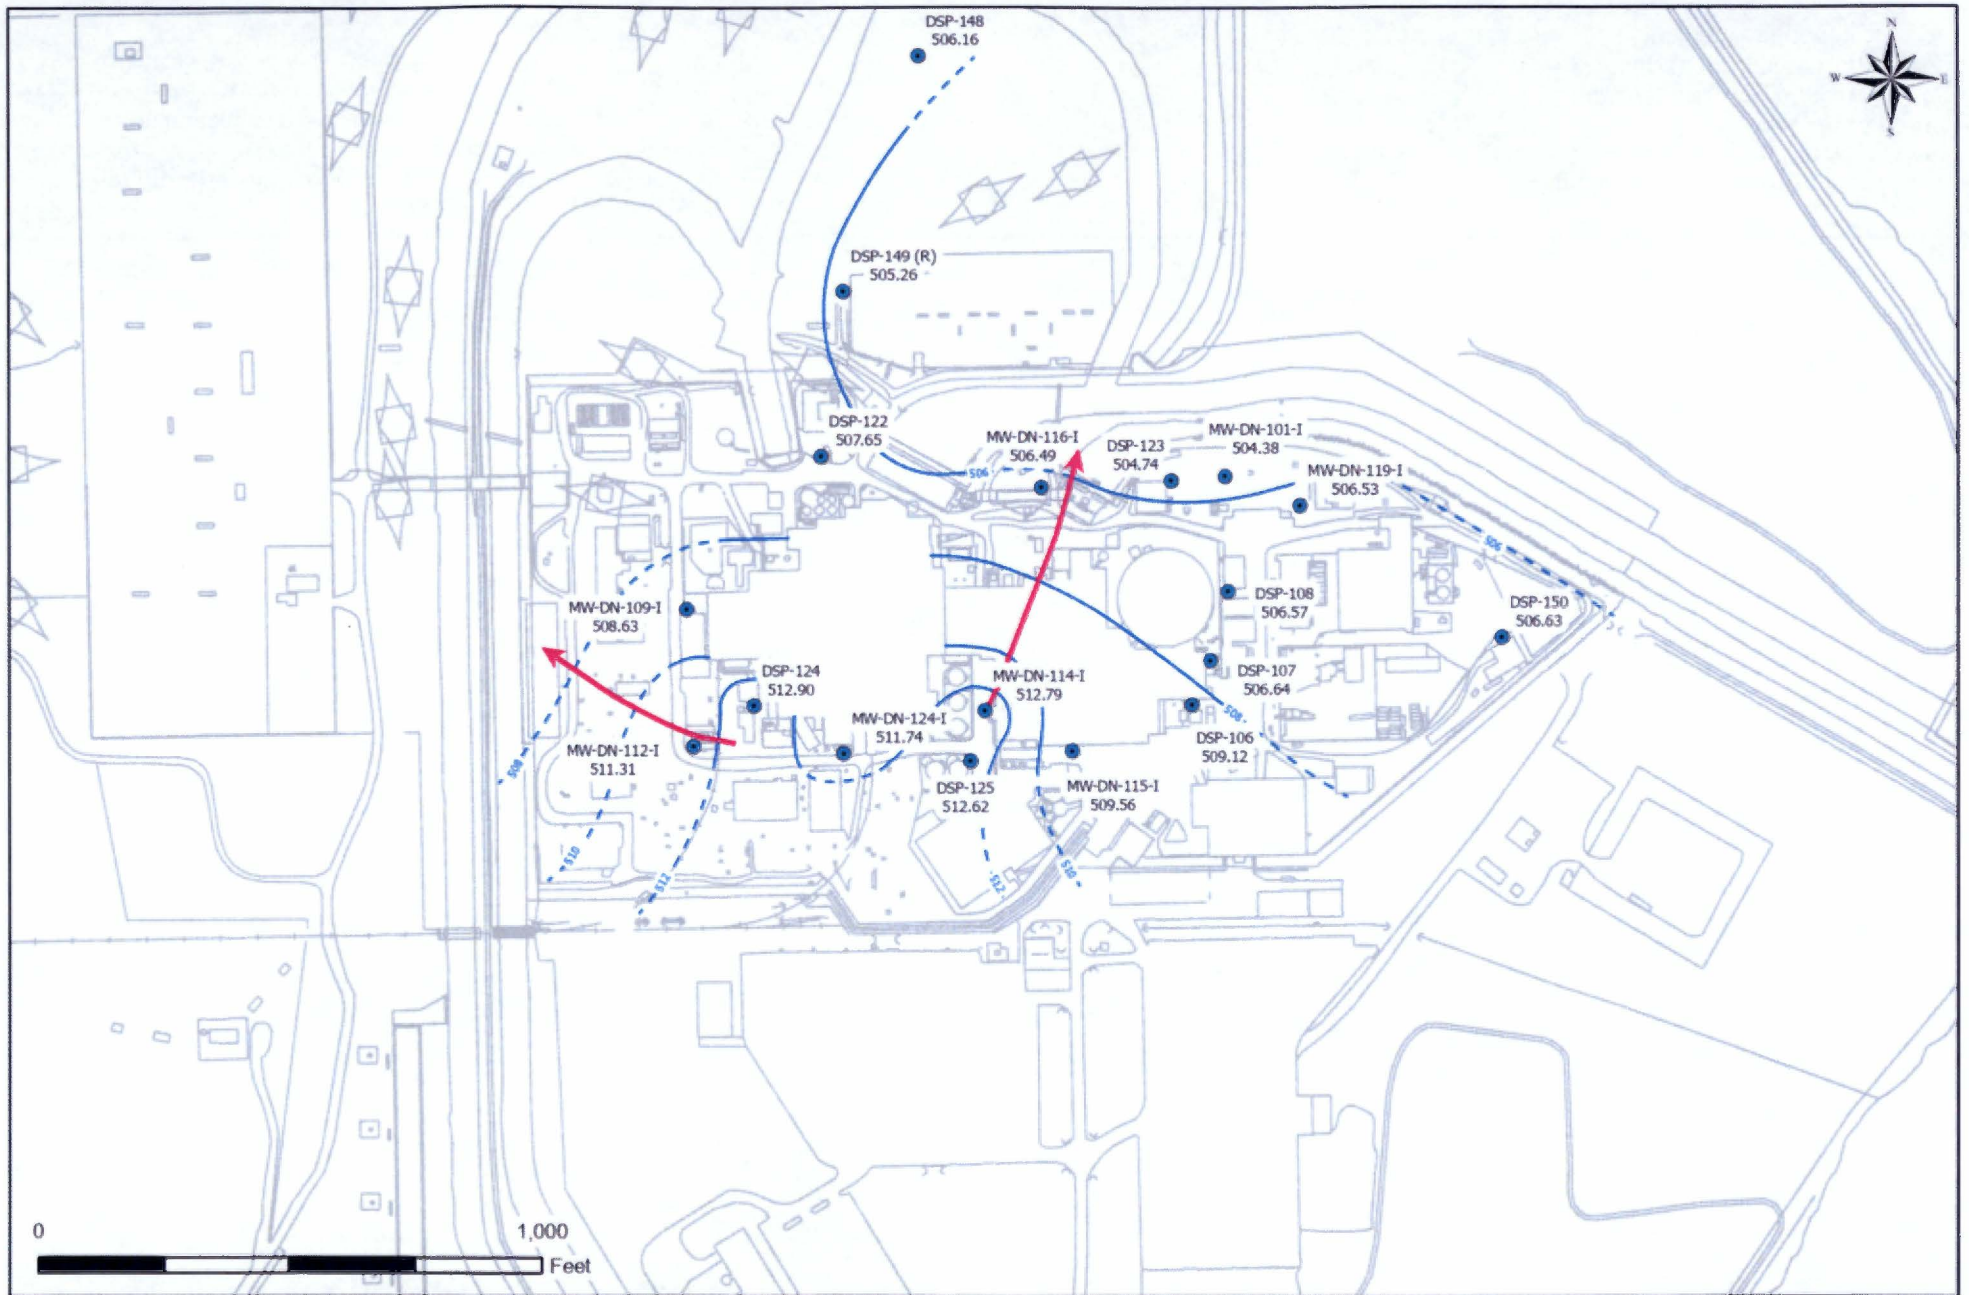 DSP-148
506.16
N
W
E
S
DSP-149 (R)
505.26
DSP-122
507.65
MW-DN-116-I
506.49
DSP-123
504.74
MW-DN-101-I
504.38
MW-DN-119-I
506.53
506
506
MW-DN-109-I
508.63
DSP-108
506.57
DSP-150
506.63
DSP-124
512.90
MW-DN-114-I
512.79
DSP-107
506.64
MW-DN-124-I
511.74
508
DSP-106
509.12
MW-DN-112-I
511.31
508
DSP-125
512.62
MW-DN-115-I
509.56
510
512
512
510
0
1,000
Feet